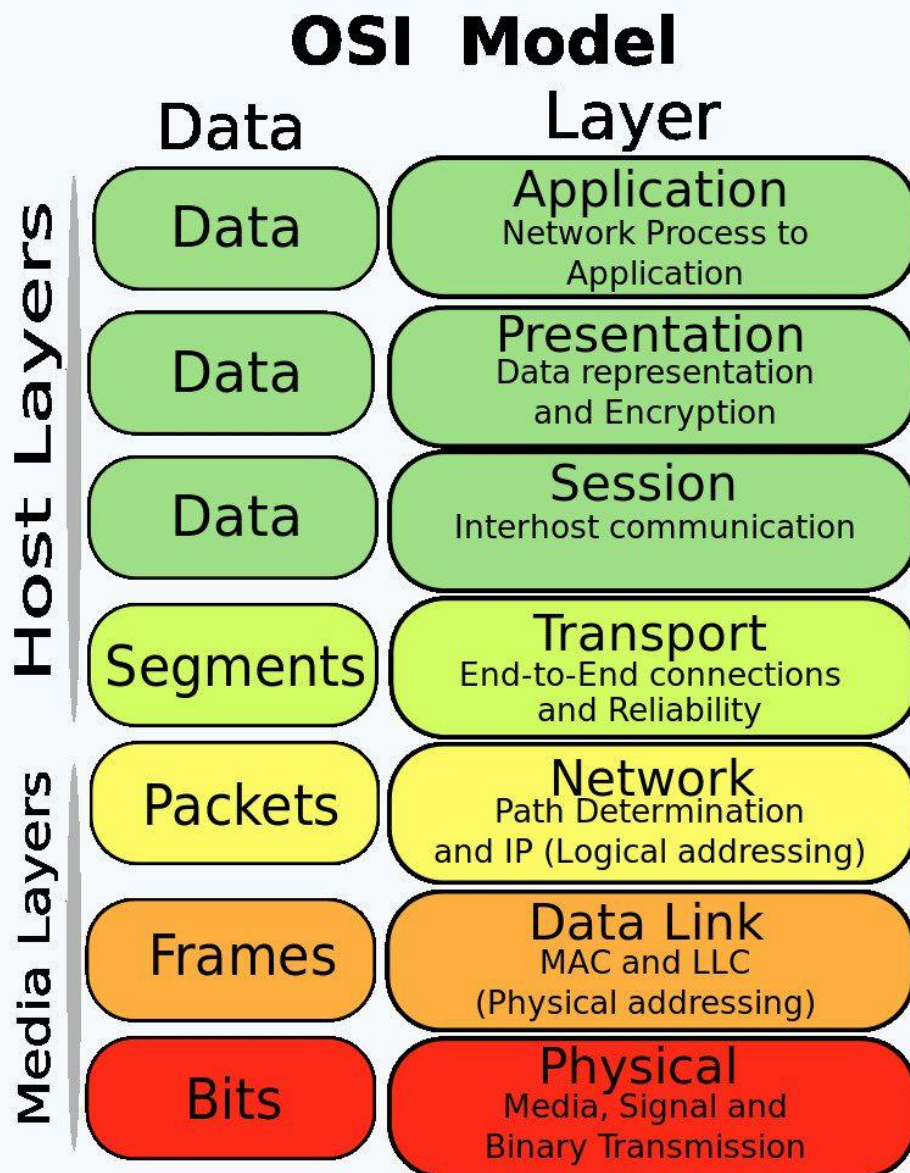 OSI Model
Data
Layer
Host Layers
Data
Application
Network Process to
Application
Data
Presentation
Data representation
and Encryption
Data
Session
Interhost communication
Segments
Transport
End-to-End connections
and Reliability
Media Layers
Packets
Network
Path Determination
and IP (Logical addressing)
Frames
Data Link
MAC and LLC
(Physical addressing)
Bits
Physical
Media, Signal and
Binary Transmission